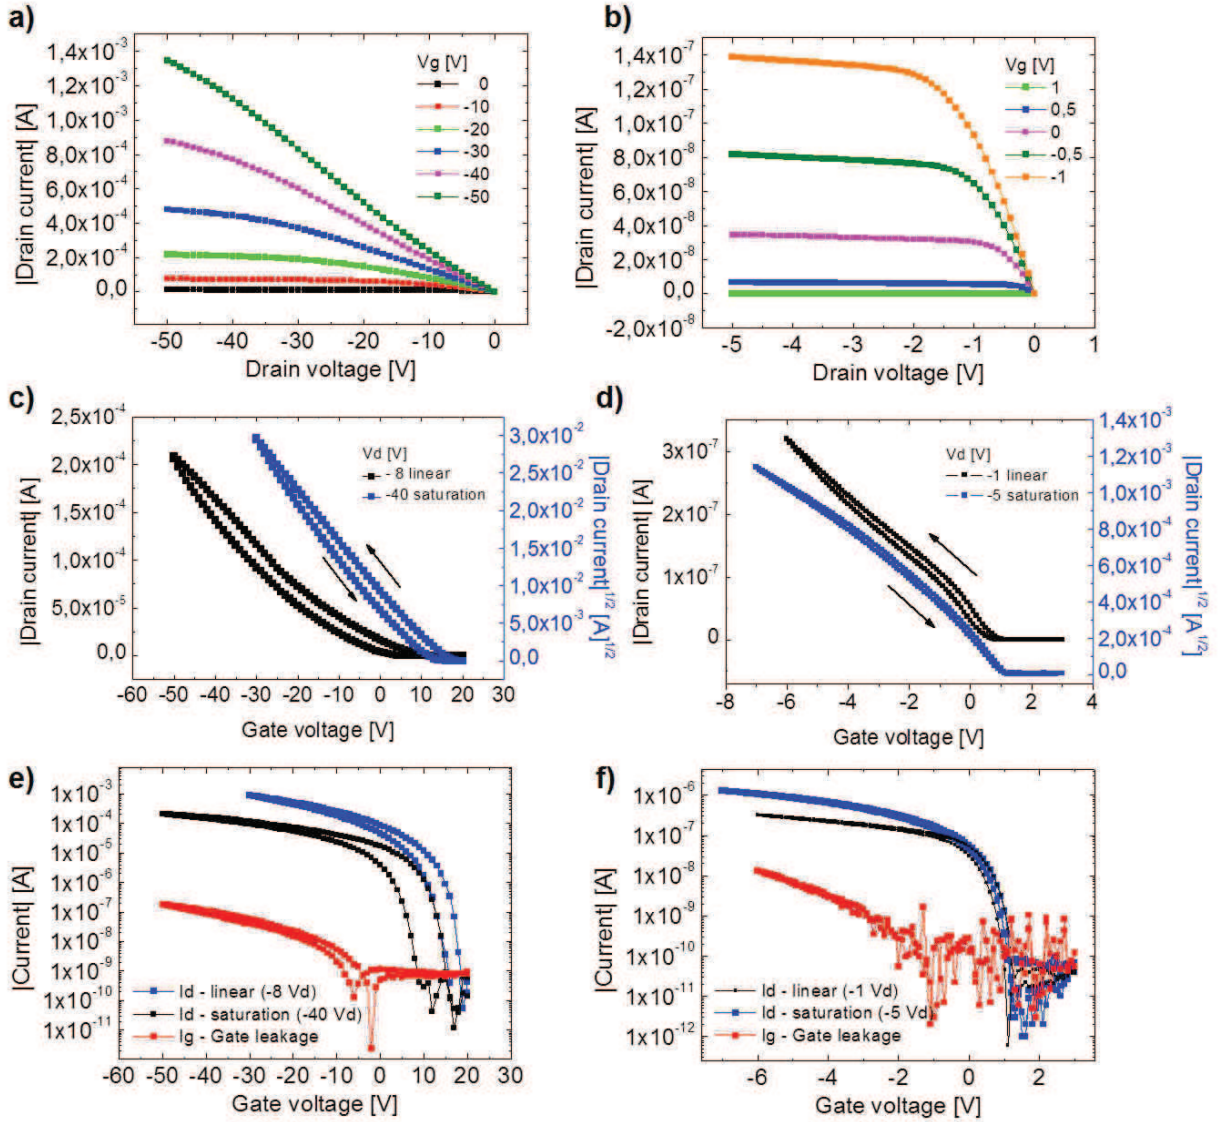 a)
|Drain current| [A]
1,4x10⁻³
1,2x10⁻³
1,0x10⁻³
8,0x10⁻⁴
6,0x10⁻⁴
4,0x10⁻⁴
2,0x10⁻⁴
0,0
Vg [V]
0
-10
-20
-30
-40
-50
-50 -40 -30 -20 -10 0
Drain voltage [V]
b)
|Drain current| [A]
1,4x10⁻⁷
1,2x10⁻⁷
1,0x10⁻⁷
8,0x10⁻⁸
6,0x10⁻⁸
4,0x10⁻⁸
2,0x10⁻⁸
0,0
-2,0x10⁻⁸
Vg [V]
1
0,5
0
-0,5
-1
-5 -4 -3 -2 -1 0 1
Drain voltage [V]
c)
|Drain current| [A]
2,5x10⁻⁴
2,0x10⁻⁴
1,5x10⁻⁴
1,0x10⁻⁴
5,0x10⁻⁵
0,0
Vd [V]
- 8 linear
-40 saturation
3,0x10⁻²
2,5x10⁻²
2,0x10⁻²
1,5x10⁻²
1,0x10⁻²
5,0x10⁻³
0,0
|Drain current|^1/2 [A]^1/2
-60 -50 -40 -30 -20 -10 0 10 20 30
Gate voltage [V]
d)
|Drain current| [A]
3x10⁻⁷
2x10⁻⁷
1x10⁻⁷
0
Vd [V]
-1 linear
-5 saturation
1,4x10⁻³
1,2x10⁻³
1,0x10⁻³
8,0x10⁻⁴
6,0x10⁻⁴
4,0x10⁻⁴
2,0x10⁻⁴
0,0
|Drain current|^1/2 [A^1/2]
-8 -6 -4 -2 0 2 4
Gate voltage [V]
e)
|Current| [A]
1x10⁻³
1x10⁻⁴
1x10⁻⁵
1x10⁻⁶
1x10⁻⁷
1x10⁻⁸
1x10⁻⁹
1x10⁻¹⁰
1x10⁻¹¹
Id - linear (-8 Vd)
Id - saturation (-40 Vd)
Ig - Gate leakage
-60 -50 -40 -30 -20 -10 0 10 20 30
Gate voltage [V]
f)
|Current| [A]
1x10⁻⁶
1x10⁻⁷
1x10⁻⁸
1x10⁻⁹
1x10⁻¹⁰
1x10⁻¹¹
1x10⁻¹²
Id - linear (-1 Vd)
Id - saturation (-5 Vd)
Ig - Gate leakage
-6 -4 -2 0 2
Gate voltage [V]